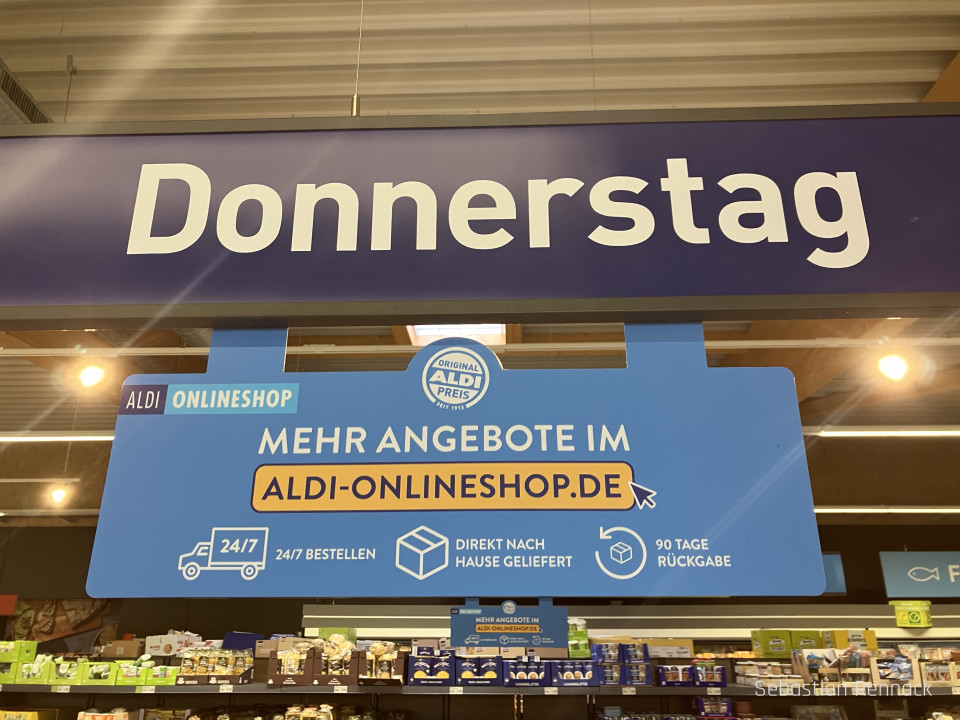 Donnerstag
ORIGINAL
ALDI
PREIS
SEIT 1913
ALDI ONLINESHOP
MEHR ANGEBOTE IM
ALDI-ONLINESHOP.DE
24/7
24/7 BESTELLEN
DIREKT NACH
HAUSE GELIEFERT
90 TAGE
RÜCKGABE
F
MEHR ANGEBOTE IM
ALDI-ONLINESHOP.DE
Sebastian Rennack